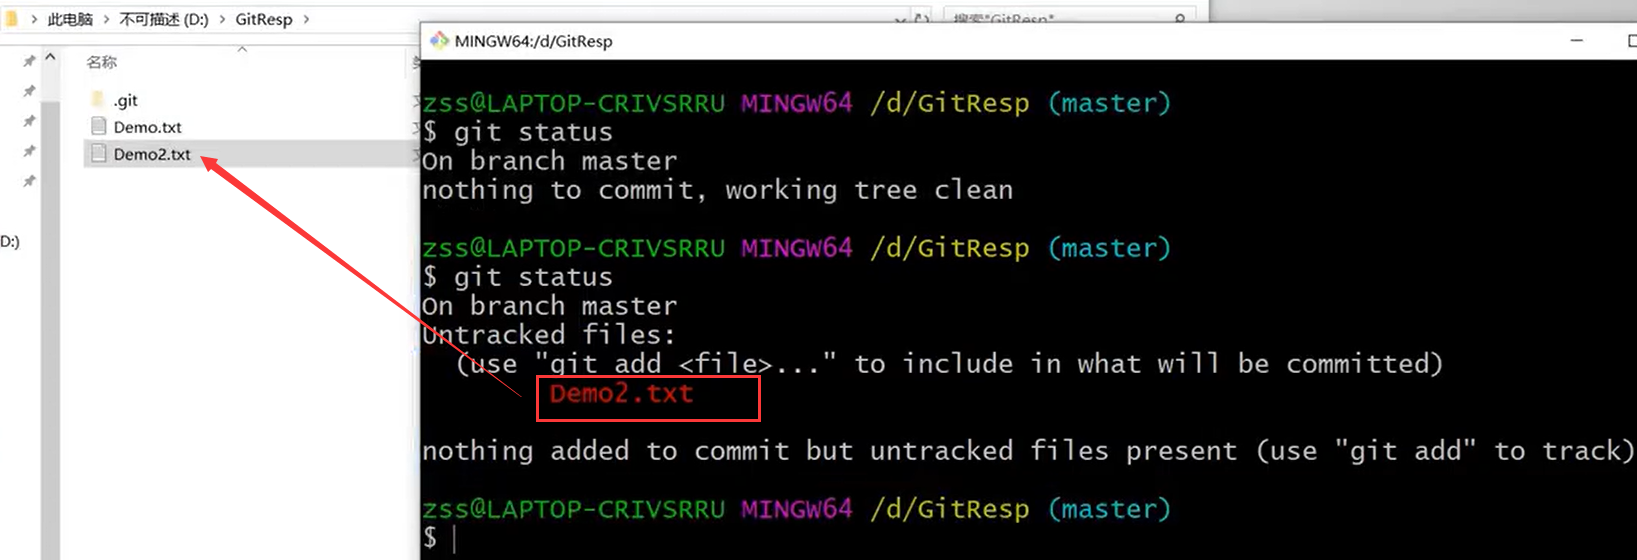 此电脑 > 不可描述 (D:) > GitResp >
搜索"GitResp"
名称
.git
Demo.txt
Demo2.txt
D:)
MINGW64:/d/GitResp
zss@LAPTOP-CRIVSRRU MINGW64 /d/GitResp (master)
$ git status
On branch master
nothing to commit, working tree clean
zss@LAPTOP-CRIVSRRU MINGW64 /d/GitResp (master)
$ git status
On branch master
Untracked files:
(use "git add <file>..." to include in what will be committed)
Demo2.txt
nothing added to commit but untracked files present (use "git add" to track)
zss@LAPTOP-CRIVSRRU MINGW64 /d/GitResp (master)
$